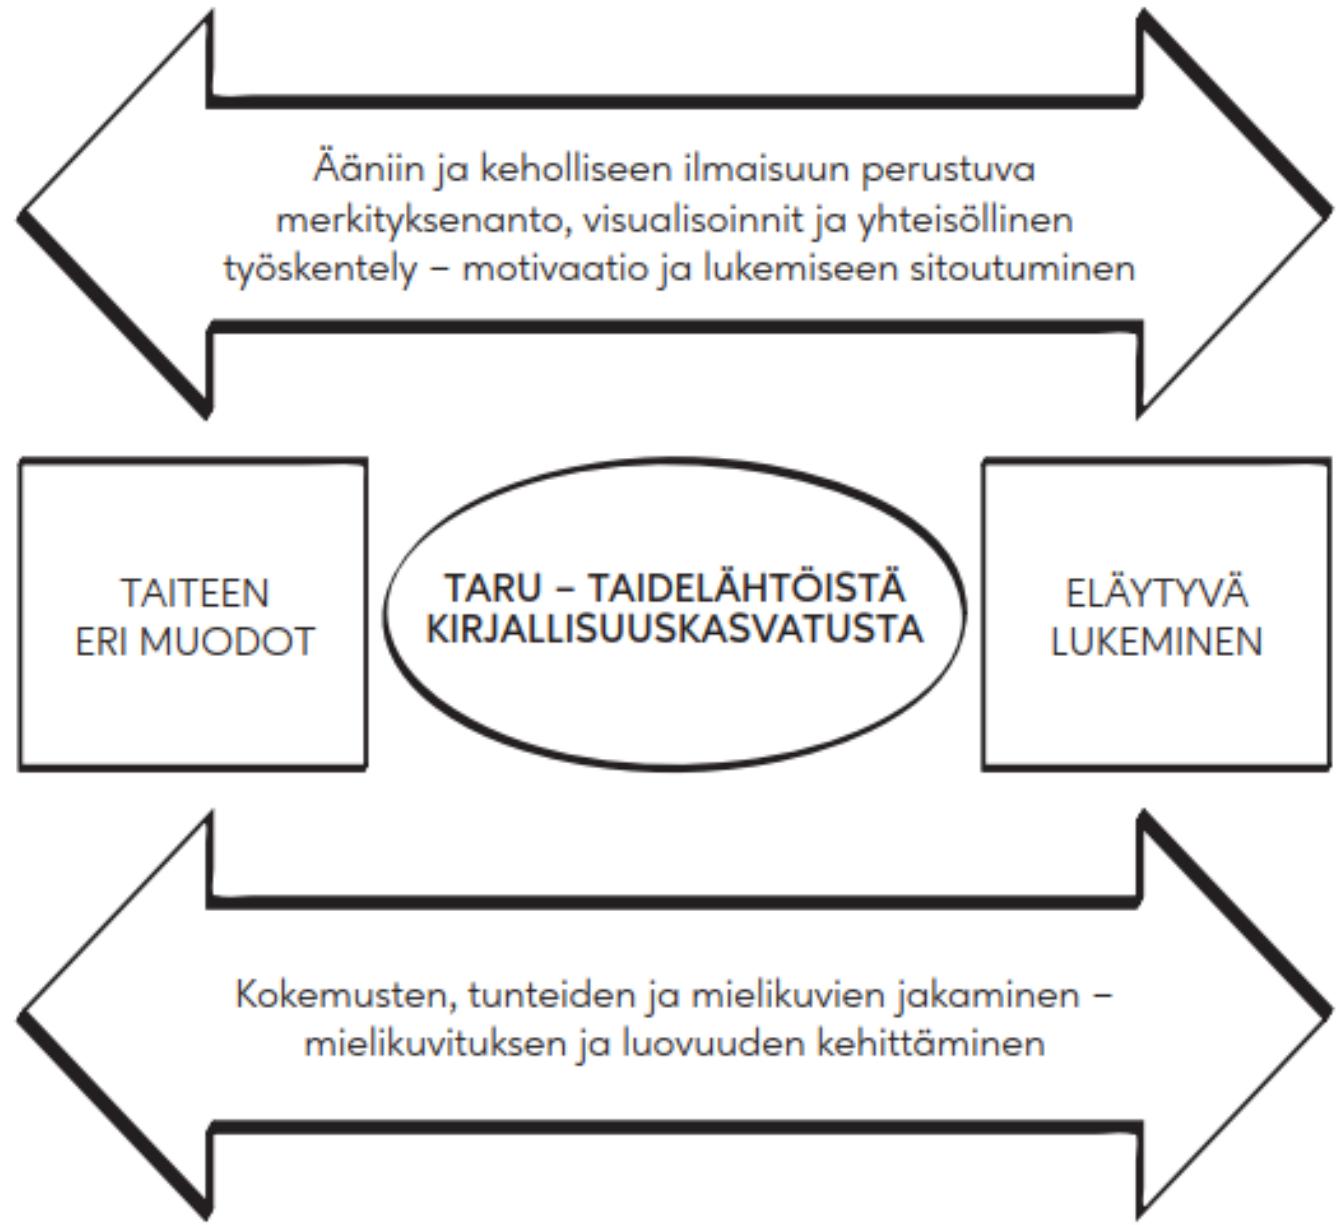 Ääniin ja keholliseen ilmaisuun perustuva
merkityksenanto, visualisoinnit ja yhteisöllinen
työskentely – motivaatio ja lukemiseen sitoutuminen
TAITEEN
ERI MUODOT
TARU – TAIDELÄHTÖISTÄ
KIRJALLISUUSKASVATUSTA
ELÄYTYVÄ
LUKEMINEN
Kokemusten, tunteiden ja mielikuvien jakaminen –
mielikuvituksen ja luovuuden kehittäminen